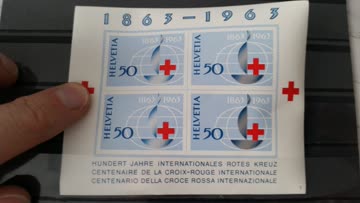 1863–1963
HELVETIA 1863 1963 50
HELVETIA 1863 1963 50
HELVETIA 1863 1963 50
HELVETIA 1863 1963 50
HUNDERT JAHRE INTERNATIONALES ROTES KREUZ
CENTENAIRE DE LA CROIX-ROUGE INTERNATIONALE
CENTENARIO DELLA CROCE ROSSA INTERNAZIONALE